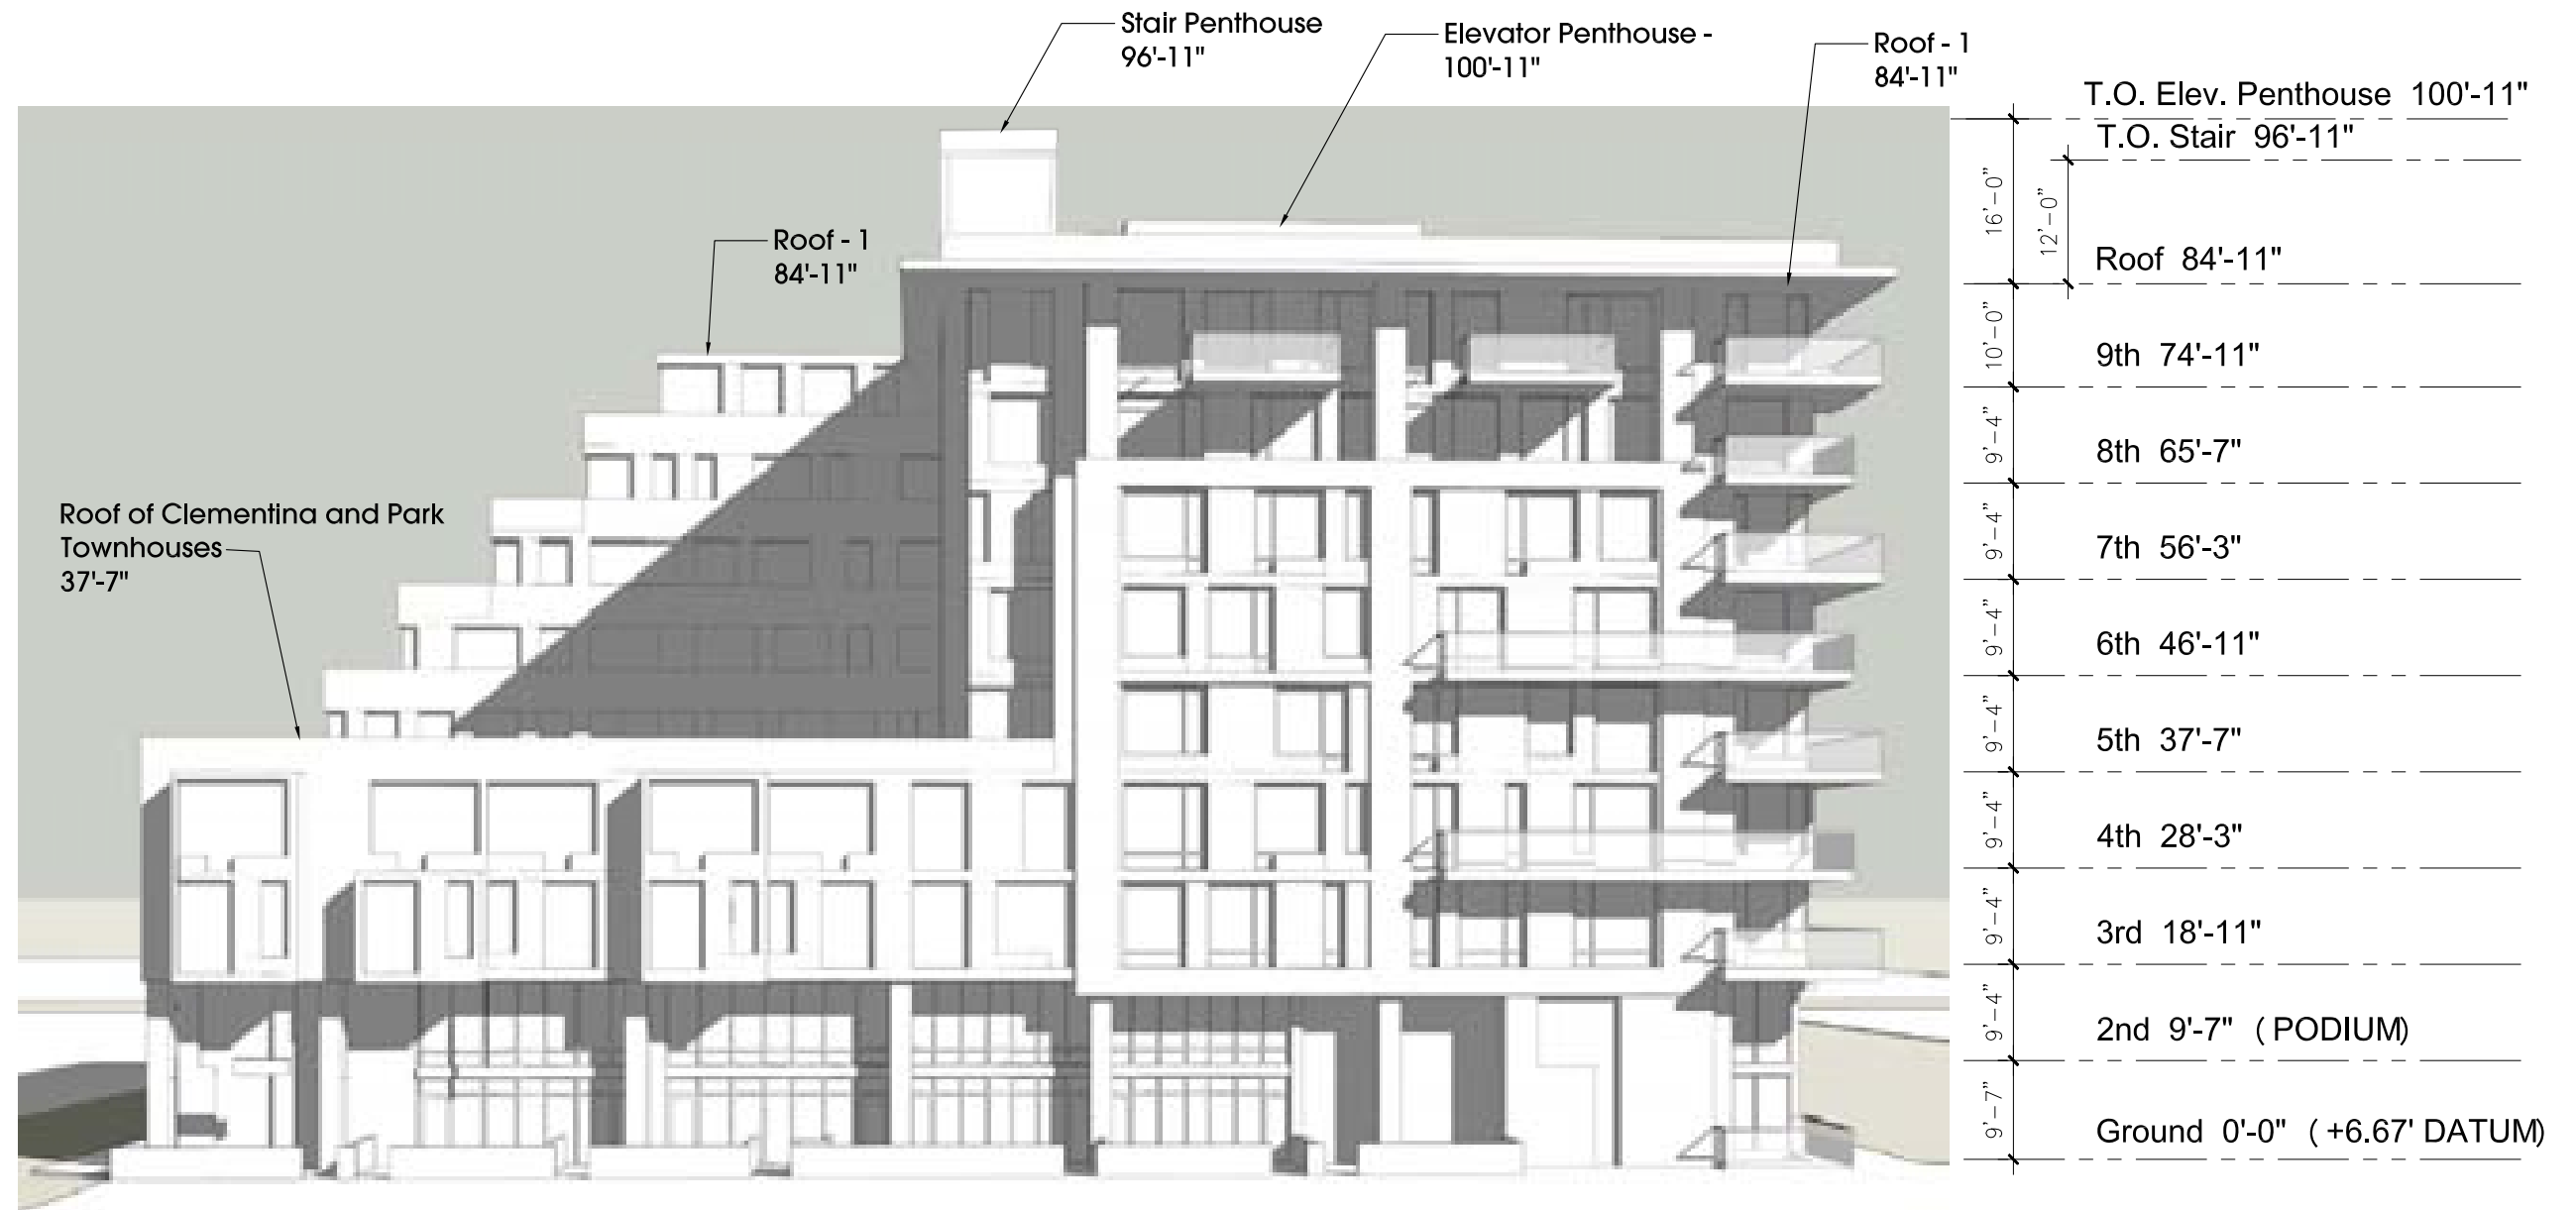 Stair Penthouse
96'-11"
Elevator Penthouse -
100'-11"
Roof - 1
84'-11"
Roof - 1
84'-11"
Roof of Clementina and Park
Townhouses
37'-7"
T.O. Elev. Penthouse 100'-11"
T.O. Stair 96'-11"
16'-0"
12'-0"
Roof 84'-11"
10'-0"
9th 74'-11"
9'-4"
8th 65'-7"
9'-4"
7th 56'-3"
9'-4"
6th 46'-11"
9'-4"
5th 37'-7"
9'-4"
4th 28'-3"
9'-4"
3rd 18'-11"
9'-4"
2nd 9'-7" ( PODIUM)
9'-7"
Ground 0'-0" ( +6.67' DATUM)